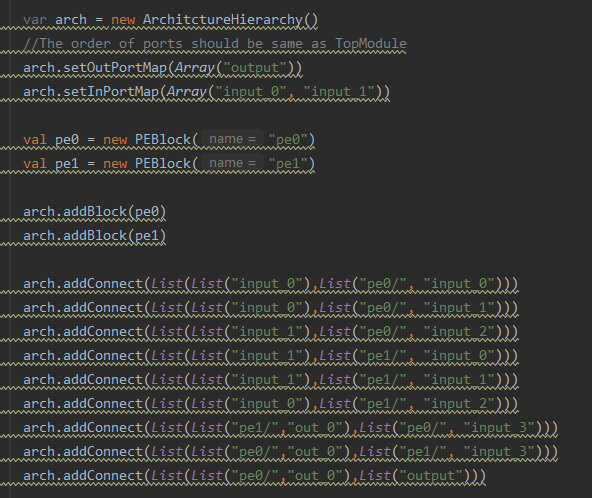 var arch = new ArchitctureHierarchy()
//The order of ports should be same as TopModule
arch.setOutPortMap(Array("output"))
arch.setInPortMap(Array("input_0", "input_1"))
val pe0 = new PEBlock( name = "pe0")
val pe1 = new PEBlock( name = "pe1")
arch.addBlock(pe0)
arch.addBlock(pe1)
arch.addConnect(List(List("input_0"),List("pe0/", "input_0")))
arch.addConnect(List(List("input_0"),List("pe0/", "input_1")))
arch.addConnect(List(List("input_1"),List("pe0/", "input_2")))
arch.addConnect(List(List("input_1"),List("pe1/", "input_0")))
arch.addConnect(List(List("input_1"),List("pe1/", "input_1")))
arch.addConnect(List(List("input_0"),List("pe1/", "input_2")))
arch.addConnect(List(List("pe1/","out_0"),List("pe0/", "input_3")))
arch.addConnect(List(List("pe0/","out_0"),List("pe1/", "input_3")))
arch.addConnect(List(List("pe0/","out_0"),List("output")))